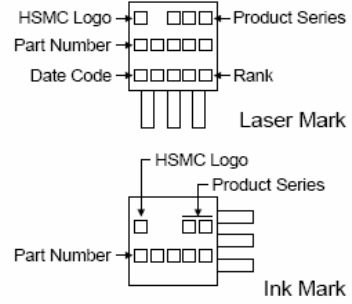 HSMC Logo
Product Series
Part Number
Date Code
Rank
Laser Mark
HSMC Logo
Product Series
Part Number
Ink Mark